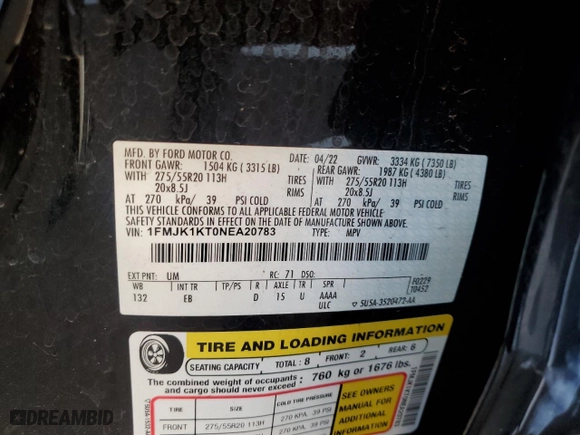 MFD. BY FORD MOTOR CO.
DATE: 04/22 GVWR: 3334 KG (7350 LB)
FRONT GAWR: 1504 KG (3315 LB) REAR GAWR: 1987 KG (4380 LB)
WITH 275/55R20 113H TIRES WITH 275/55R20 113H TIRES
20x8.5J RIMS 20x8.5J RIMS
AT 270 kPa/ 39 PSI COLD AT 270 kPa/ 39 PSI COLD
THIS VEHICLE CONFORMS TO ALL APPLICABLE FEDERAL MOTOR VEHICLE
SAFETY STANDARDS IN EFFECT ON THE DATE OF MANUFACTURE SHOWN ABOVE.
VIN: 1FMJK1KT0NEA20783 TYPE: MPV
EXT PNT: UM RC: 71 DSO:
WB INT TR TP/PS R AXLE TR SPR F0229
132 EB D 15 U AAAA 10452
ULC 5U5A-3520472-AA
TIRE AND LOADING INFORMATION
SEATING CAPACITY TOTAL: 8 FRONT: 2 REAR: 6
The combined weight of occupants and cargo should never exceed: 760 kg or 1676 lbs.
TIRE SIZE COLD TIRE PRESSURE
FRONT 275/55R20 113H 270 KPA, 39 PSI
SEE OWNERS
MANUAL FOR
ADDITIONAL
INFORMATION
DREAMBID